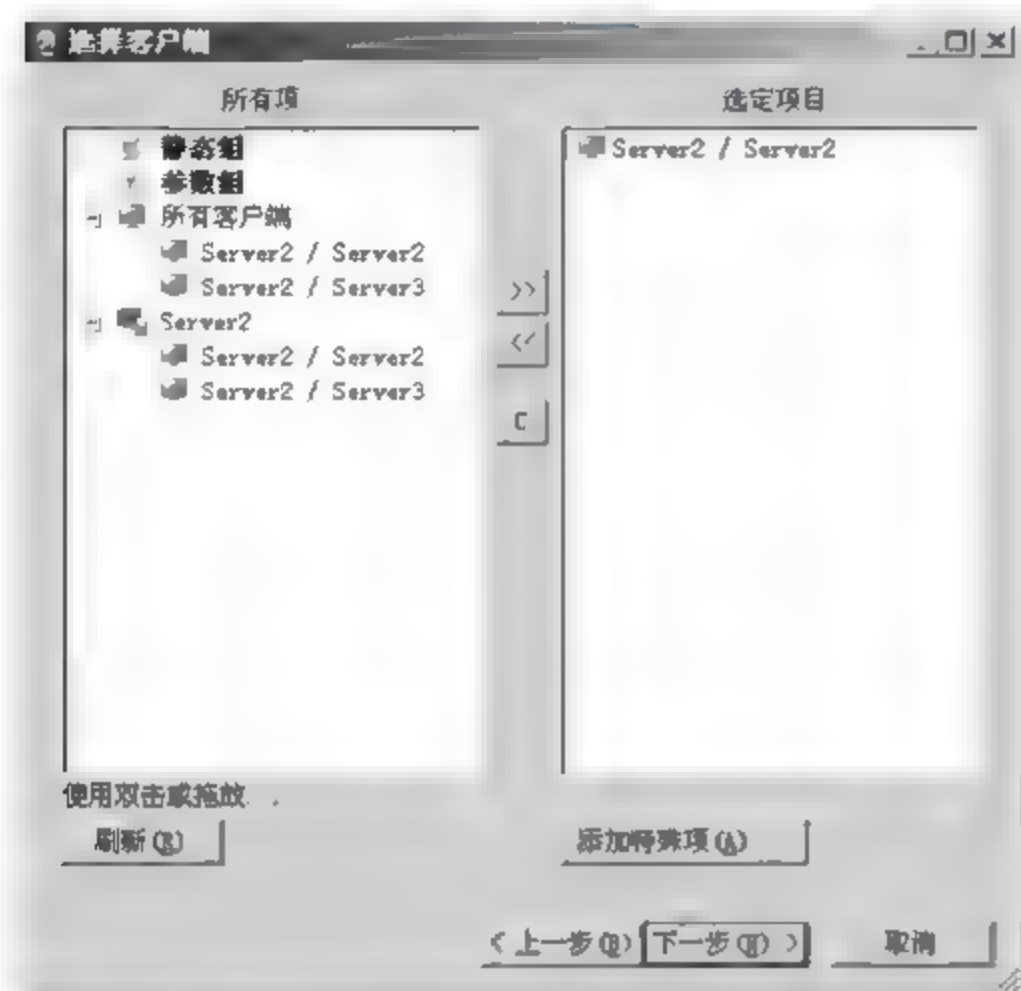 选择客户端
所有项
选定项目
静态组
参数组
所有客户端
Server2 / Server2
Server2 / Server3
Server2
Server2 / Server2
Server2 / Server3
Server2 / Server2
>>
<<
C
使用双击或拖放..
刷新(R)
添加特殊项(A)
< 上一步(B)
下一步(N) >
取消